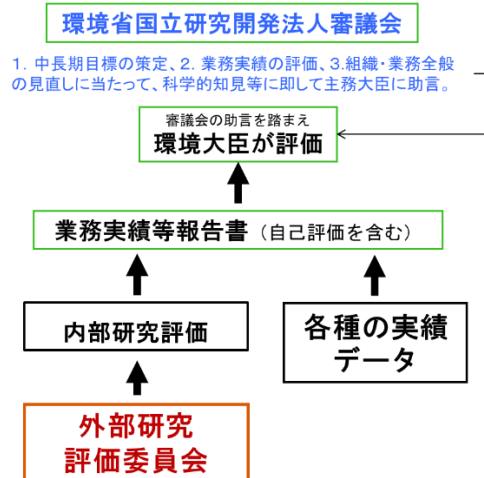 環境省国立研究開発法人審議会
1. 中長期目標の策定、2. 業務実績の評価、3.組織・業務全般
の見直しに当たって、科学的知見等に即して主務大臣に助言。
審議会の助言を踏まえ
環境大臣が評価
業務実績等報告書（自己評価を含む）
内部研究評価
各種の実績
データ
外部研究
評価委員会